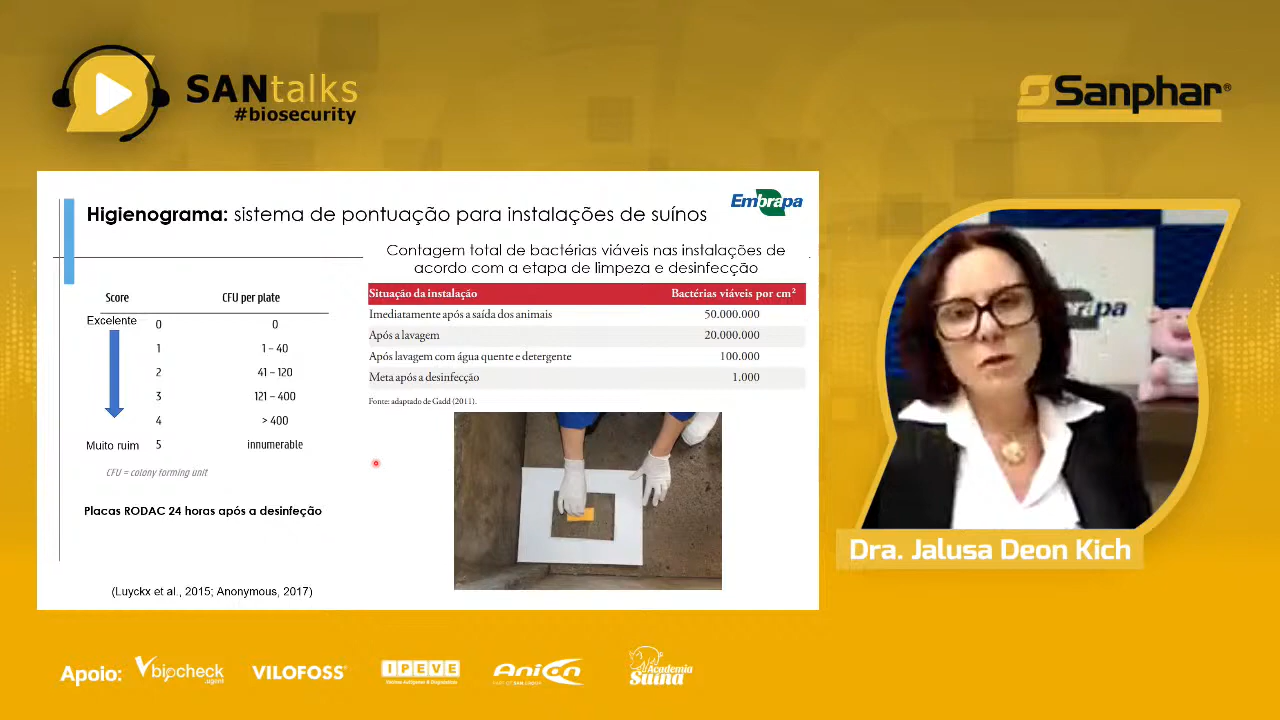 SANtalks
#biosecurity
Sanphar®
Embrapa
Higienograma: sistema de pontuação para instalações de suínos
Contagem total de bactérias viáveis nas instalações de
acordo com a etapa de limpeza e desinfecção
Score CFU per plate
Excelente
0 0
1 1 – 40
2 41 – 120
3 121 – 400
4 > 400
Muito ruim 5 innumerable
CFU = colony forming unit
Placas RODAC 24 horas após a desinfeção
(Luyckx et al., 2015; Anonymous, 2017)
Situação da instalação Bactérias viáveis por cm²
Imediatamente após a saída dos animais 50.000.000
Após a lavagem 20.000.000
Após lavagem com água quente e detergente 100.000
Meta após a desinfecção 1.000
Fonte: adaptado de Gadd (2011).
rapa
Dra. Jalusa Deon Kich
Apoio:
biocheck
.ugent
VILOFOSS®
IPEVE
Anicon
Academia
Suína